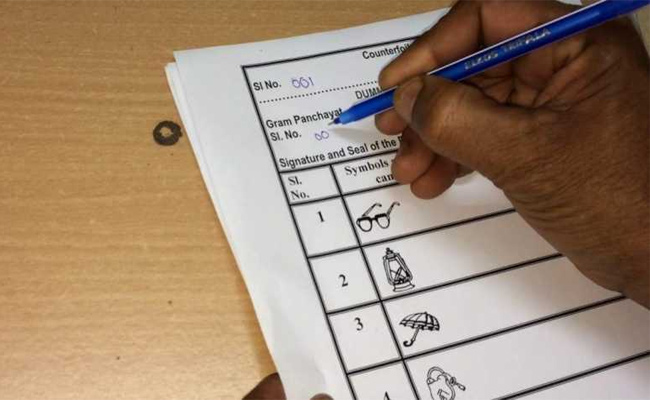 Counterfoil
Sl No. 001
DUM
Gram Panchayat
Sl. No. 00
Signature and Seal of the
Sl. No.
Symbols
can
1
2
3
4